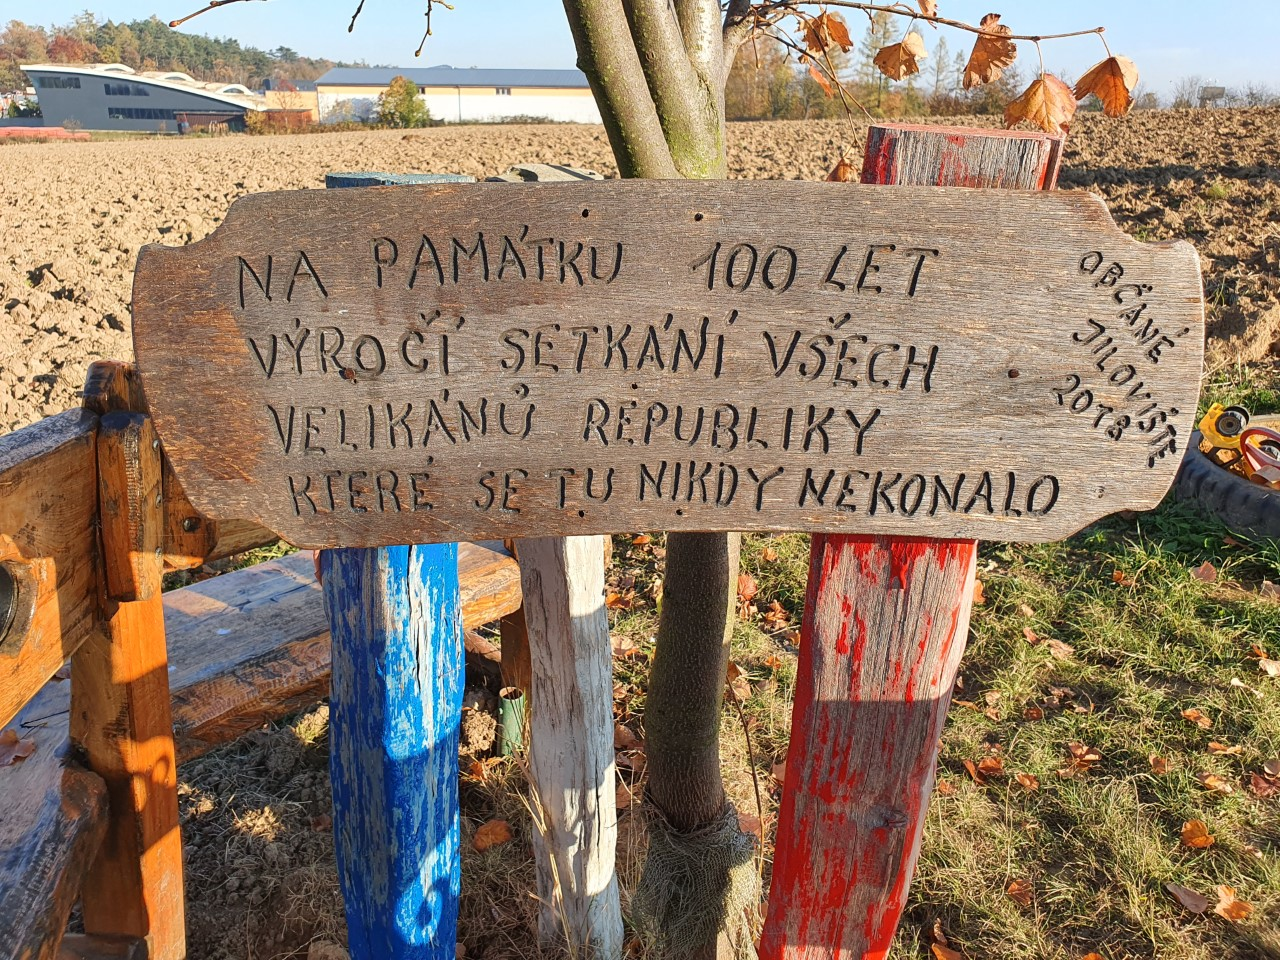 NA PAMÁTKU 100 LET
VÝROČÍ SETKÁNÍ VŠECH
VELIKÁNŮ REPUBLIKY
KTERÉ SE TU NIKDY NEKONALO
OBČANÉ
JÍLOVIŠTĚ
2018